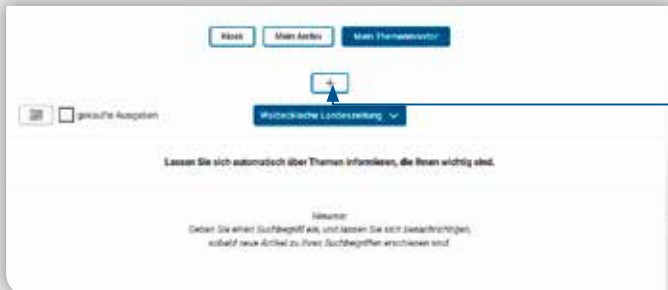 Kiosk Mein Archiv Mein Themenmonitor
+
gekaufte Ausgaben Waldeckische Landeszeitung
Lassen Sie sich automatisch über Themen informieren, die Ihnen wichtig sind.
Hinweis:
Geben Sie einen Suchbegriff ein, und lassen Sie sich benachrichtigen,
sobald neue Artikel zu Ihren Suchbegriffen erschienen sind.